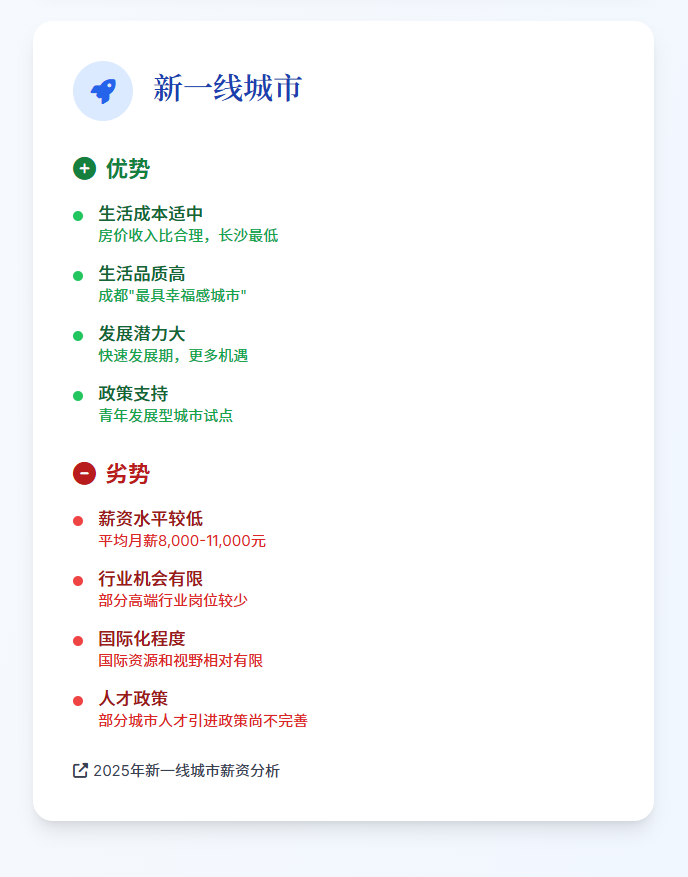 新一线城市
优势
生活成本适中
房价收入比合理，长沙最低
生活品质高
成都"最具幸福感城市"
发展潜力大
快速发展期，更多机遇
政策支持
青年发展型城市试点
劣势
薪资水平较低
平均月薪8,000-11,000元
行业机会有限
部分高端行业岗位较少
国际化程度
国际资源和视野相对有限
人才政策
部分城市人才引进政策尚不完善
2025年新一线城市薪资分析